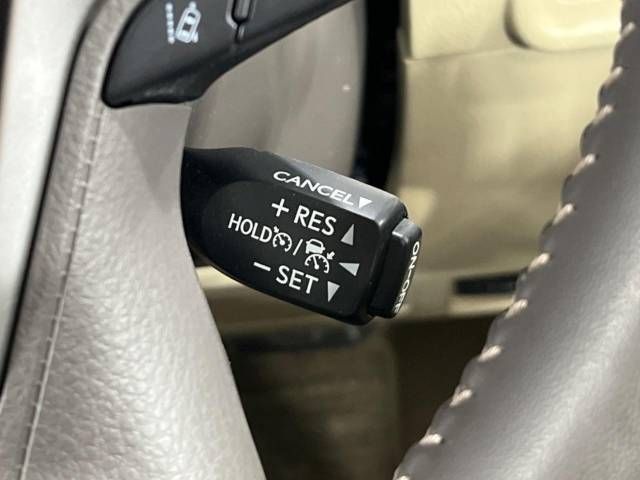 CANCEL▼
+ RES ▲
HOLD /
− SET ▼
ON·OFF